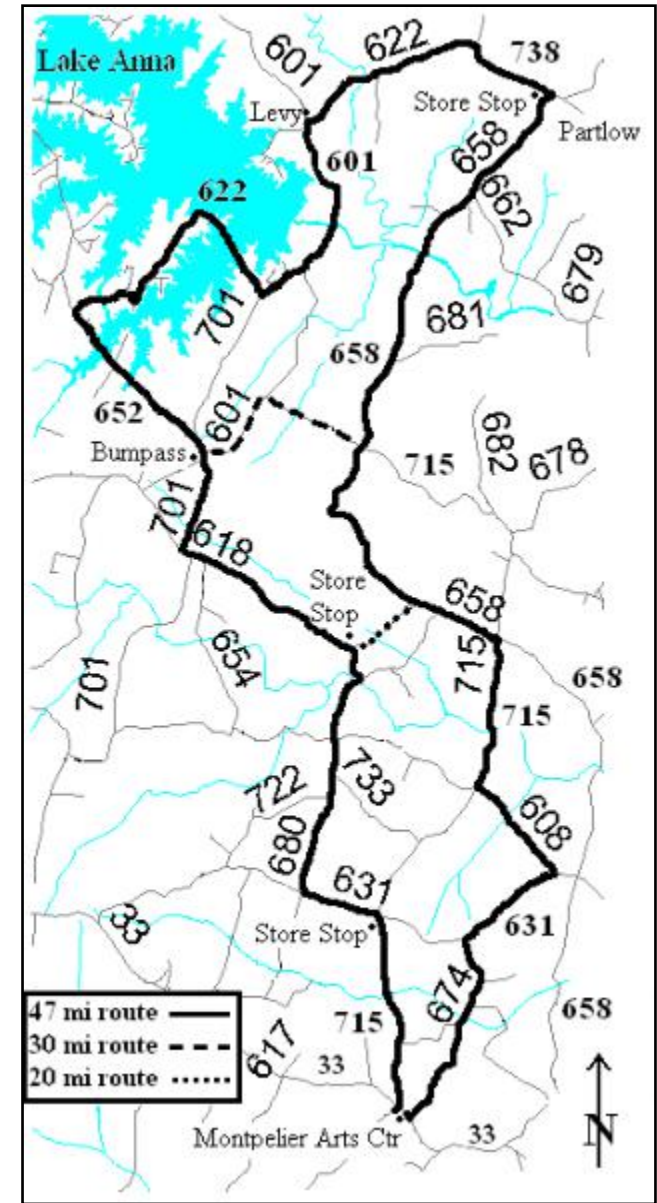 622
738
601
Lake Anna
Levy
Store Stop
Partlow
658
601
662
622
679
701
681
658
652
601
682
678
715
Bumpass
701
618
Store
Stop
658
715
654
658
701
715
733
722
608
680
631
631
33
Store Stop
674
47 mi route
30 mi route
20 mi route
715
617
658
33
Montpelier Arts Ctr
33
N